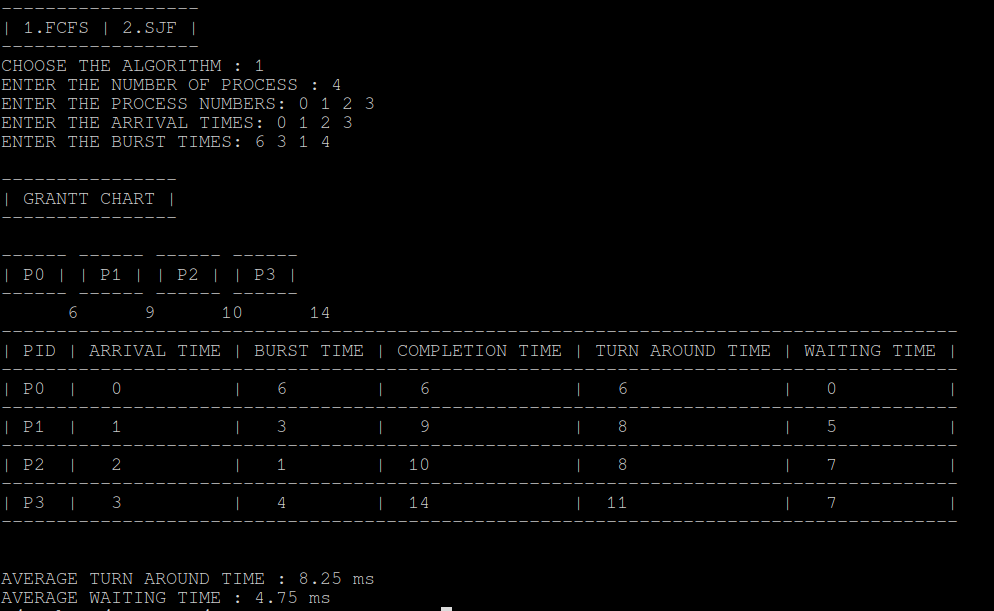 ------------------
| 1.FCFS | 2.SJF |
------------------
CHOOSE THE ALGORITHM : 1
ENTER THE NUMBER OF PROCESS : 4
ENTER THE PROCESS NUMBERS: 0 1 2 3
ENTER THE ARRIVAL TIMES: 0 1 2 3
ENTER THE BURST TIMES: 6 3 1 4
----------------
| GRANTT CHART |
----------------
------ ------ ------ ------
| P0 | | P1 | | P2 | | P3 |
------ ------ ------ ------
6 9 10 14
---------------------------------------------------------------------------------------
| PID | ARRIVAL TIME | BURST TIME | COMPLETION TIME | TURN AROUND TIME | WAITING TIME |
---------------------------------------------------------------------------------------
| P0 | 0 | 6 | 6 | 6 | 0 |
---------------------------------------------------------------------------------------
| P1 | 1 | 3 | 9 | 8 | 5 |
---------------------------------------------------------------------------------------
| P2 | 2 | 1 | 10 | 8 | 7 |
---------------------------------------------------------------------------------------
| P3 | 3 | 4 | 14 | 11 | 7 |
---------------------------------------------------------------------------------------
AVERAGE TURN AROUND TIME : 8.25 ms
AVERAGE WAITING TIME : 4.75 ms